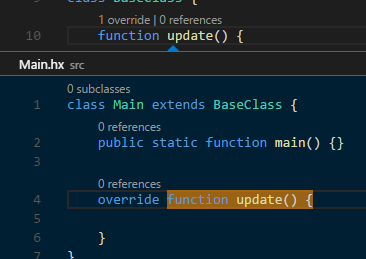 class BaseClass {
1 override | 0 references
10 function update() {
Main.hx src
0 subclasses
1 class Main extends BaseClass {
0 references
2 public static function main() {}
3
0 references
4 override function update() {
5
6 }
7 }